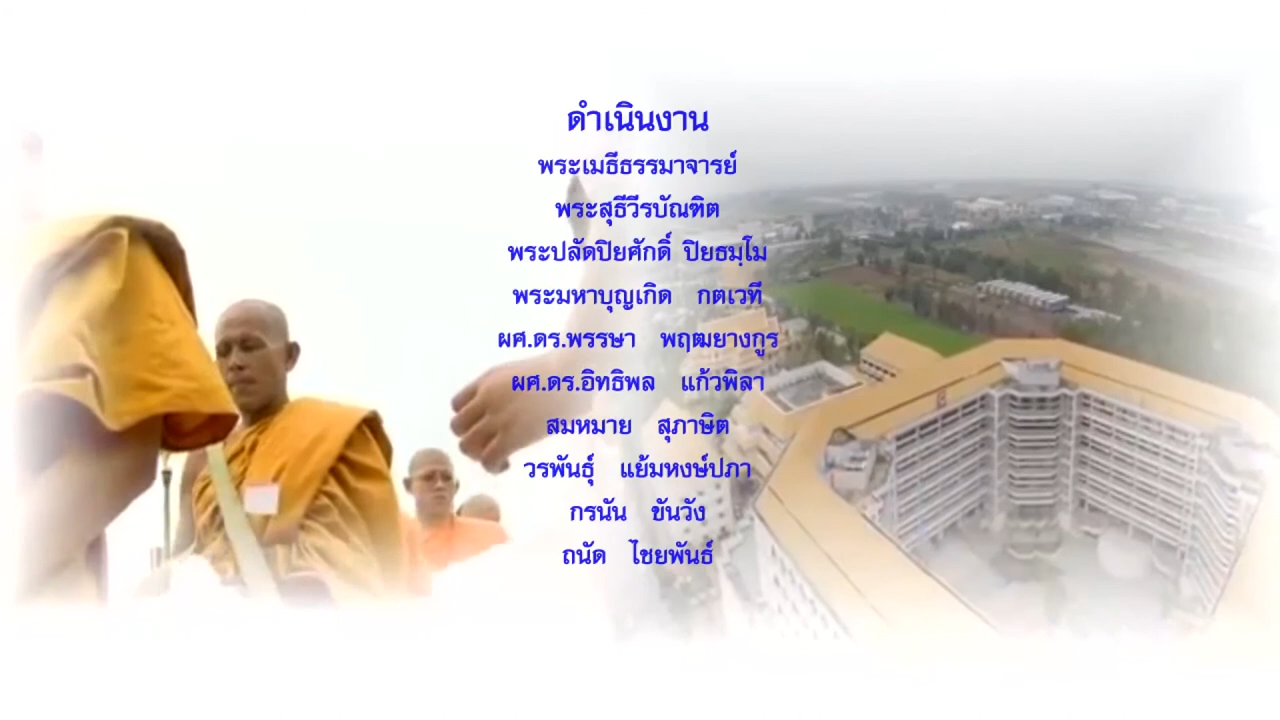 ดำเนินงาน
พระเมธีธรรมาจารย์
พระสุธีวีรบัณฑิต
พระปลัดปิยศักดิ์ ปิยธมฺโม
พระมหาบุญเกิด กตเวที
ผศ.ดร.พรรษา พฤฒยางกูร
ผศ.ดร.อิทธิพล แก้วพิลา
สมหมาย สุภาษิต
วรพันธุ์ แย้มหงษ์ปภา
กรนัน ขันวัง
ถนัด ไชยพันธ์